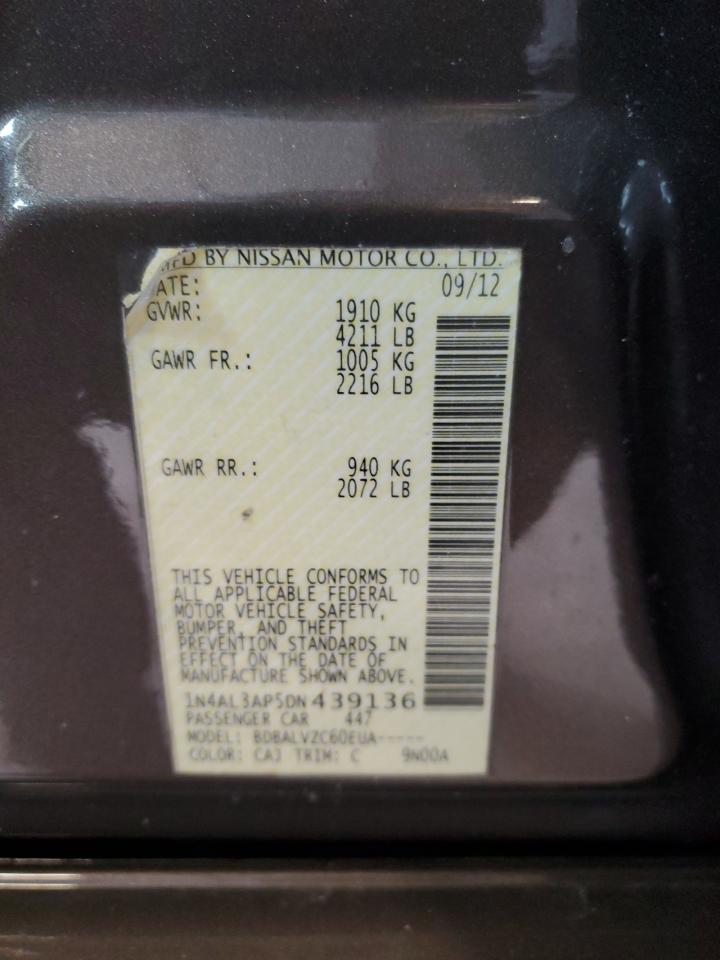 MFD BY NISSAN MOTOR CO., LTD.
ATE: 09/12
GVWR: 1910 KG
4211 LB
GAWR FR.: 1005 KG
2216 LB
GAWR RR.: 940 KG
2072 LB
THIS VEHICLE CONFORMS TO
ALL APPLICABLE FEDERAL
MOTOR VEHICLE SAFETY,
BUMPER, AND THEFT
PREVENTION STANDARDS IN
EFFECT ON THE DATE OF
MANUFACTURE SHOWN ABOVE.
1N4AL3AP5DN439136
PASSENGER CAR 447
MODEL: BDBALVZC60EUA-----
COLOR: CAJ TRIM: C 9N00A